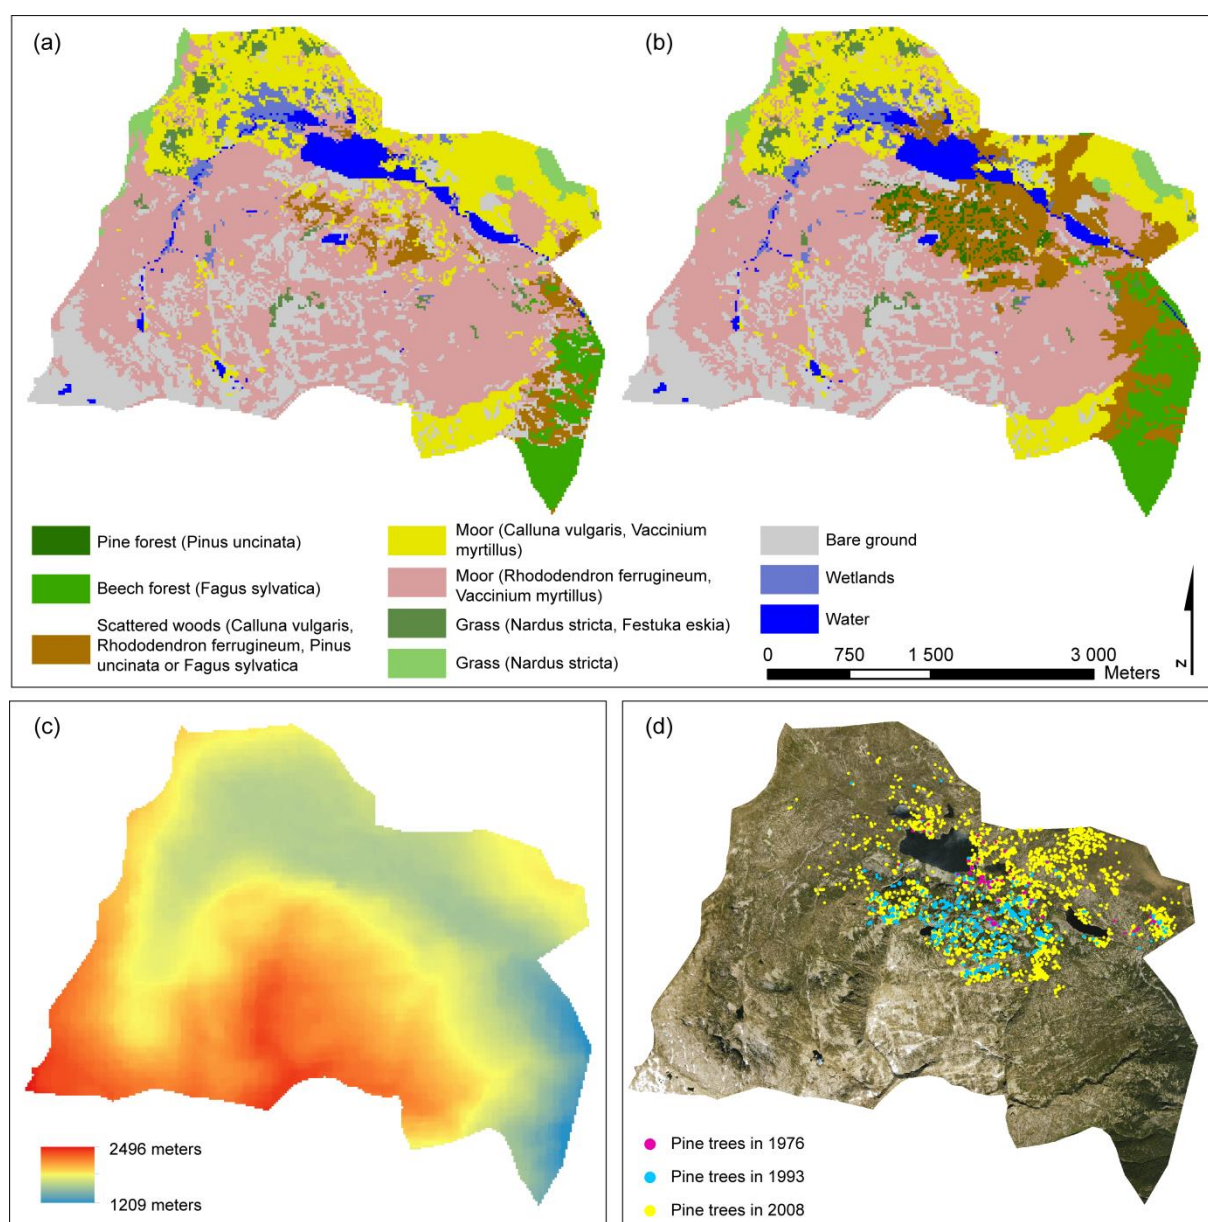 (a)
(b)
Pine forest (Pinus uncinata)
Beech forest (Fagus sylvatica)
Scattered woods (Calluna vulgaris,
Rhododendron ferrugineum, Pinus
uncinata or Fagus sylvatica
Moor (Calluna vulgaris, Vaccinium
myrtillus)
Moor (Rhododendron ferrugineum,
Vaccinium myrtillus)
Grass (Nardus stricta, Festuka eskia)
Grass (Nardus stricta)
Bare ground
Wetlands
Water
0 750 1 500 3 000
Meters
N
(c)
2496 meters
1209 meters
(d)
Pine trees in 1976
Pine trees in 1993
Pine trees in 2008